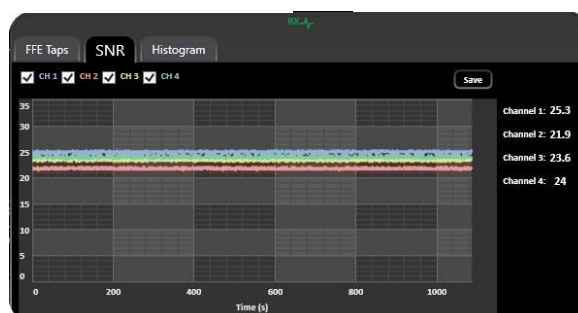 RX
FFE Taps SNR Histogram
CH 1 CH 2 CH 3 CH 4
Save
35
30
25
20
15
10
5
0
0 200 400 600 800 1000
Time (s)
Channel 1: 25.3
Channel 2: 21.9
Channel 3: 23.6
Channel 4: 24